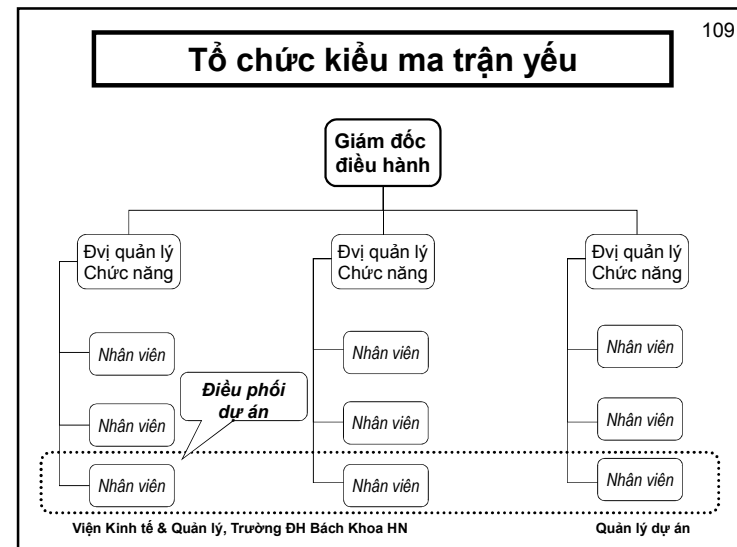 109
Tổ chức kiểu ma trận yếu
Giám đốc
điều hành
Đvị quản lý
Chức năng
Đvị quản lý
Chức năng
Đvị quản lý
Chức năng
Nhân viên
Nhân viên
Nhân viên
Điều phối
dự án
Nhân viên
Nhân viên
Nhân viên
Nhân viên
Nhân viên
Nhân viên
Viện Kinh tế & Quản lý, Trường ĐH Bách Khoa HN
Quản lý dự án